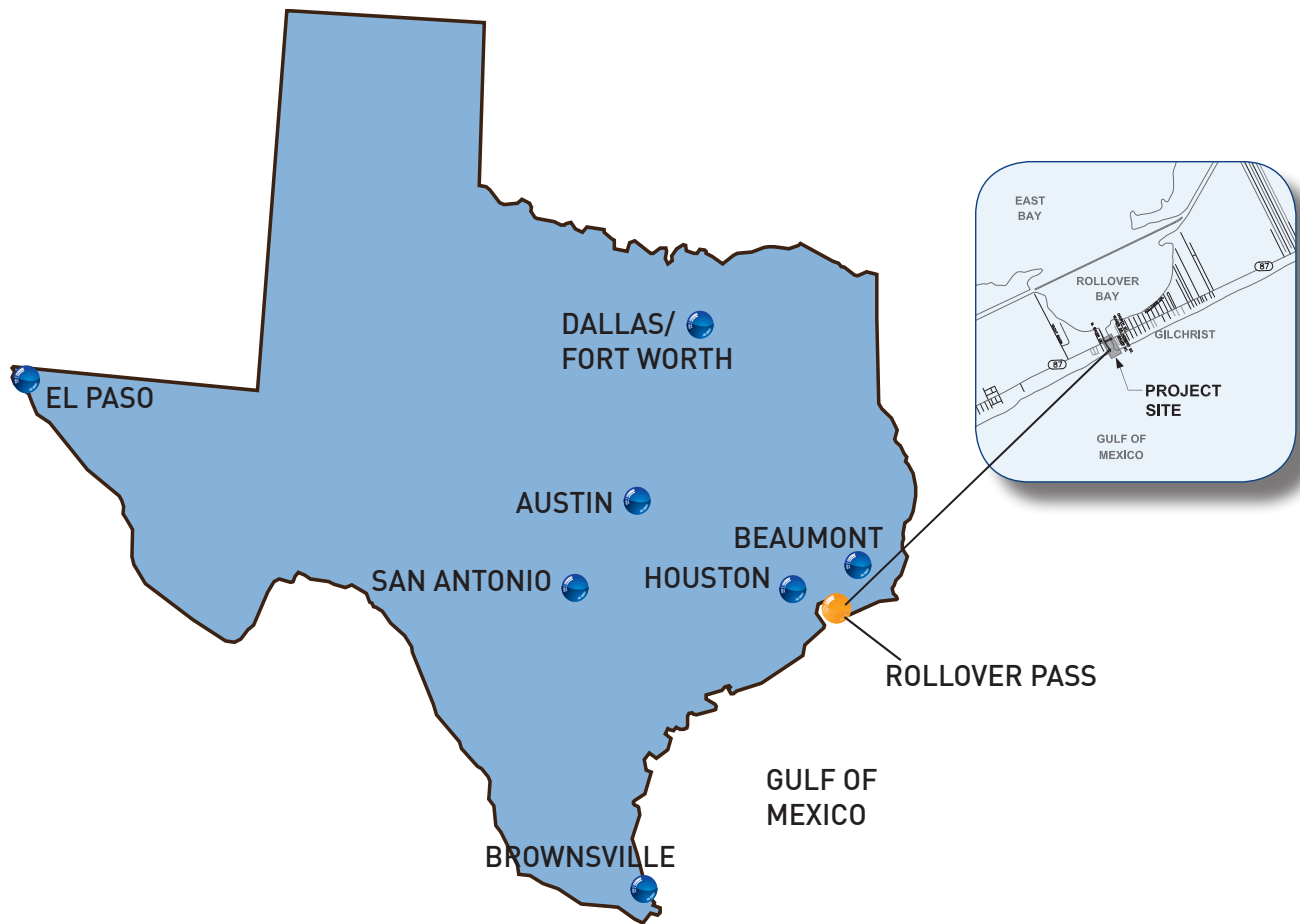 DALLAS/
FORT WORTH
EL PASO
AUSTIN
BEAUMONT
SAN ANTONIO
HOUSTON
ROLLOVER PASS
GULF OF
MEXICO
BROWNSVILLE
EAST
BAY
87
ROLLOVER
BAY
GILCHRIST
87
PROJECT
SITE
GULF OF
MEXICO